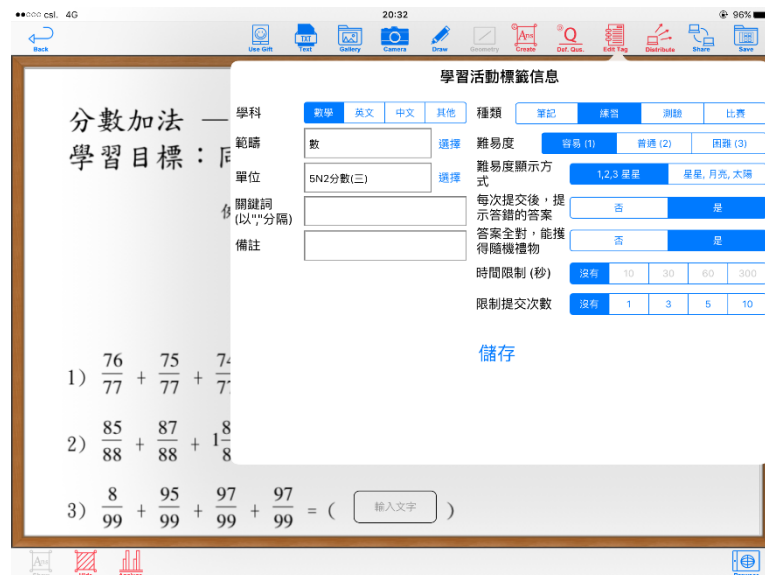 csl. 4G 20:32 96%
Back Use Gift Text Gallery Camera Draw Geometry Create Def. Qus. Edit Tag Distribute Share Save
TXT Ans Q
學習活動標籤信息
學科 數學 英文 中文 其他
種類 筆記 練習 測驗 比賽
範疇 數 選擇
難易度 容易 (1) 普通 (2) 困難 (3)
單位 5N2分數(三) 選擇
難易度顯示方式 1,2,3 星星 星星, 月亮, 太陽
關鍵詞
(以","分隔)
每次提交後，提示答錯的答案 否 是
備註
答案全對，能獲得隨機禮物 否 是
時間限制 (秒) 沒有 10 30 60 300
限制提交次數 沒有 1 3 5 10
儲存
分數加法 —
學習目標：
1) 76/77 + 75/77 +
2) 85/88 + 87/88 + 1
3) 8/99 + 95/99 + 97/99 + 97/99 = ( 輸入文字 )